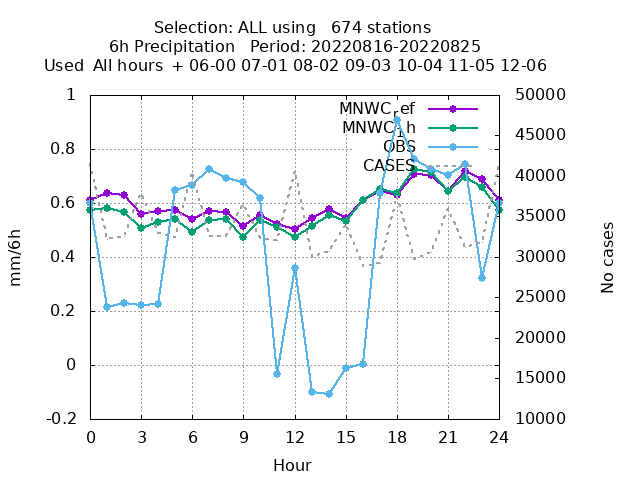 Selection: ALL using   674 stations
6h Precipitation   Period: 20220816-20220825
Used  All hours  + 06-00 07-01 08-02 09-03 10-04 11-05 12-06
1
0.8
0.6
0.4
0.2
0
-0.2
50000
45000
40000
35000
30000
25000
20000
15000
10000
MNWC_ref
MNWC_1h
OBS
CASES
mm/6h
No cases
0 3 6 9 12 15 18 21 24
Hour